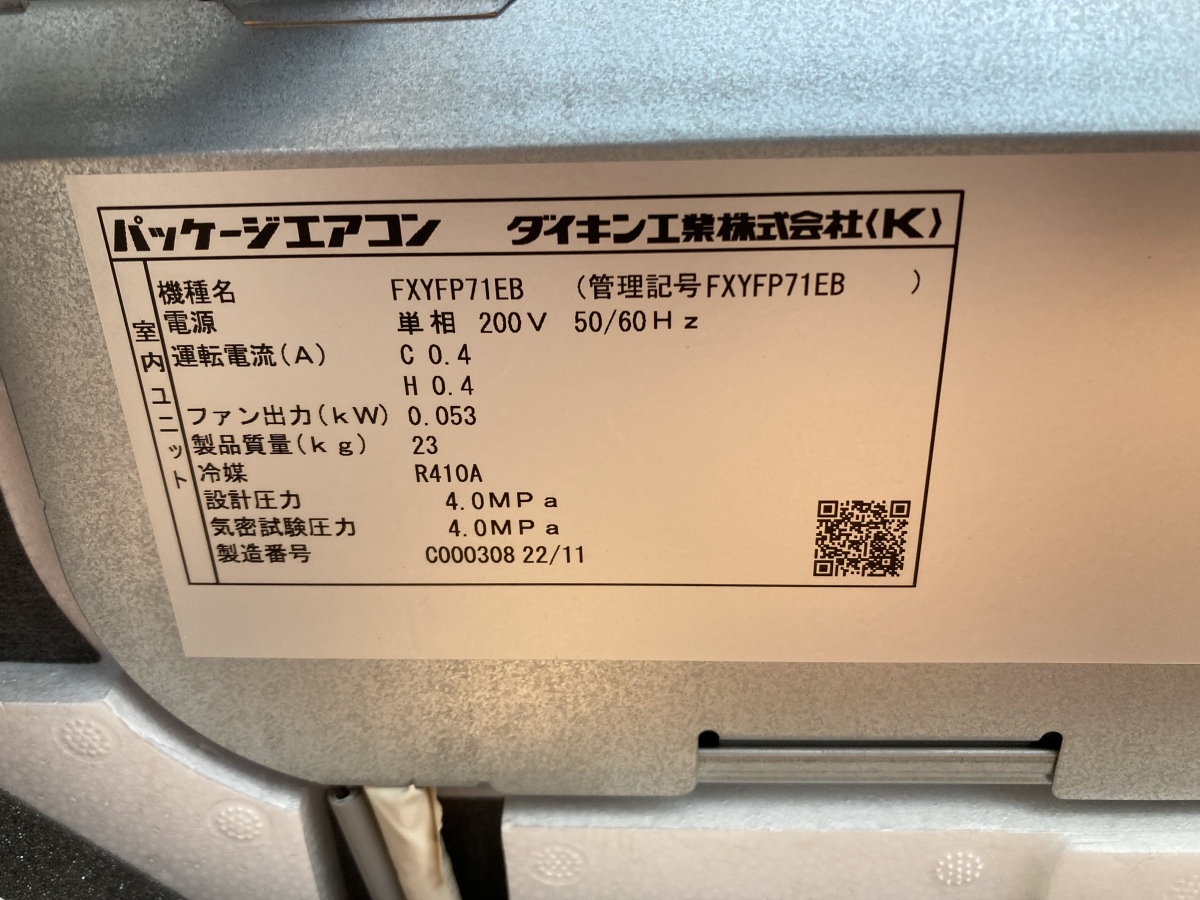 パッケージエアコン ダイキン工業株式会社〈K〉
室内ユニット
機種名 FXYFP71EB （管理記号FXYFP71EB ）
電源 単相 200V 50/60Hz
運転電流(A) C 0.4
H 0.4
ファン出力(kW) 0.053
製品質量(kg) 23
冷媒 R410A
設計圧力 4.0MPa
気密試験圧力 4.0MPa
製造番号 C000308 22/11